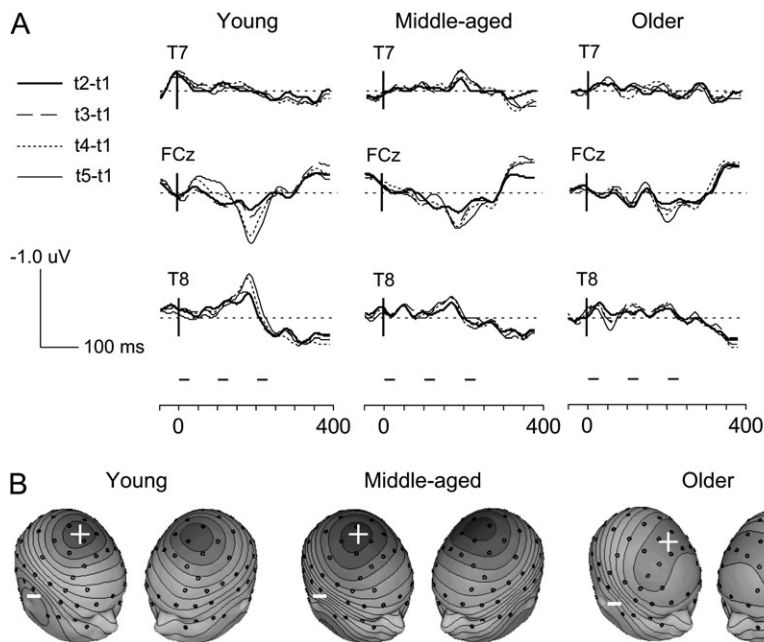 A
Young Middle-aged Older
t2-t1
t3-t1
t4-t1
t5-t1
T7 T7 T7
FCz FCz FCz
-1.0 uV
100 ms
T8 T8 T8
0 400 0 400 0 400
B
Young Middle-aged Older
+ + +
- - -